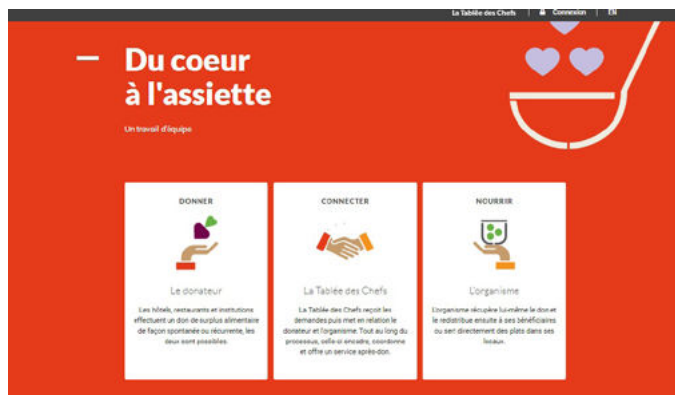 La Tablée des Chefs | Connexion | EN
Du coeur
à l'assiette
Un travail d'équipe
DONNER
Le donateur
Les hôtels, restaurants et institutions
effectuent un don de surplus alimentaire
de façon spontanée ou récurrente, les
deux sont possibles.
CONNECTER
La Tablée des Chefs
La Tablée des Chefs reçoit les
demandes puis met en relation le
donateur et l'organisme. Tout au long du
processus, celle-ci encadre, coordonne
et offre un service après-don.
NOURRIR
L'organisme
L'organisme récupère lui-même le don et
le redistribue ensuite à ses bénéficiaires
ou sert directement des plats dans ses
locaux.